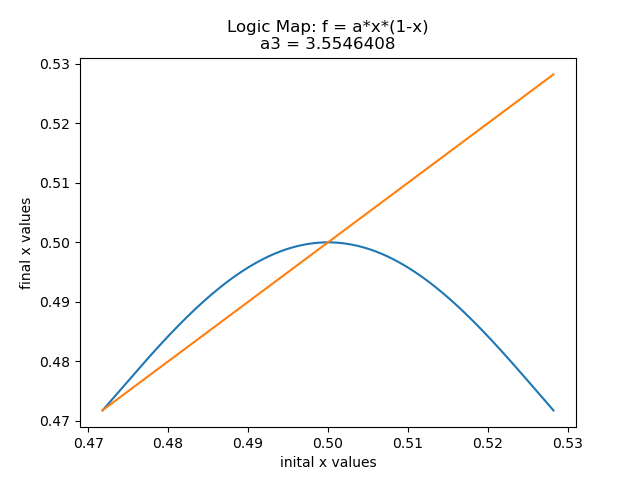 Logic Map: f = a*x*(1-x)
a3 = 3.5546408
0.53
0.52
0.51
0.50
0.49
0.48
0.47
final x values
0.47 0.48 0.49 0.50 0.51 0.52 0.53
inital x values